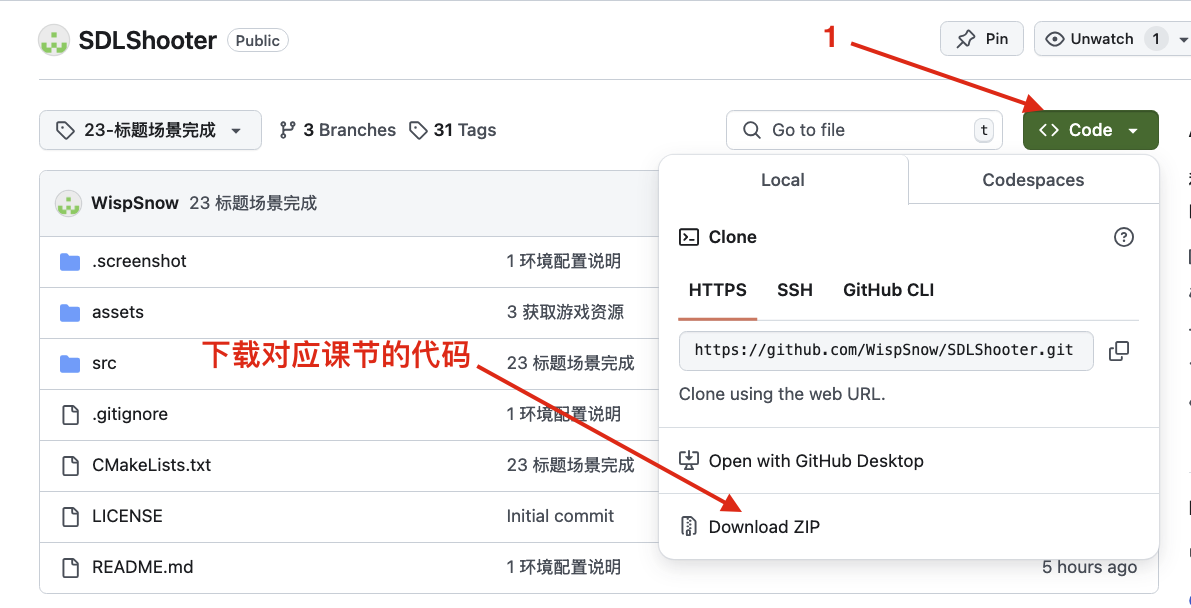 SDLShooter Public
1
Pin
Unwatch 1
23-标题场景完成
3 Branches
31 Tags
Go to file
t
Code
WispSnow 23 标题场景完成
.screenshot 1 环境配置说明
assets 3 获取游戏资源
src 23 标题场景完成
.gitignore 1 环境配置说明
CMakeLists.txt 23 标题场景完成
LICENSE Initial commit
README.md 1 环境配置说明 5 hours ago
下载对应课节的代码
Local
Codespaces
Clone
HTTPS SSH GitHub CLI
https://github.com/WispSnow/SDLShooter.git
Clone using the web URL.
Open with GitHub Desktop
Download ZIP